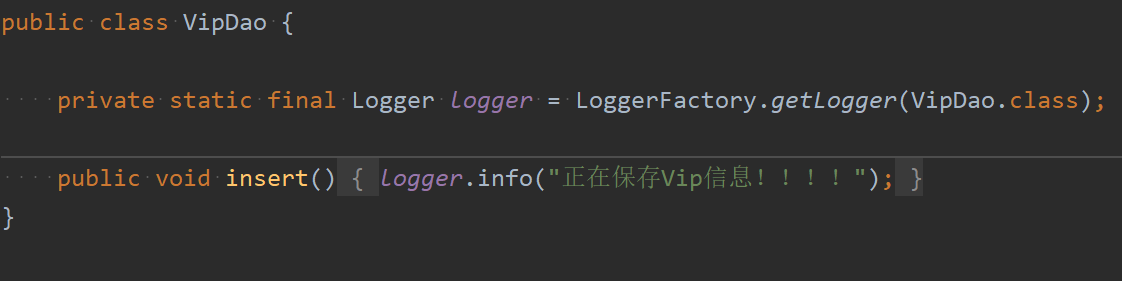 public class VipDao {
    private static final Logger logger = LoggerFactory.getLogger(VipDao.class);
    public void insert() { logger.info("正在保存Vip信息！！！！"); }
}